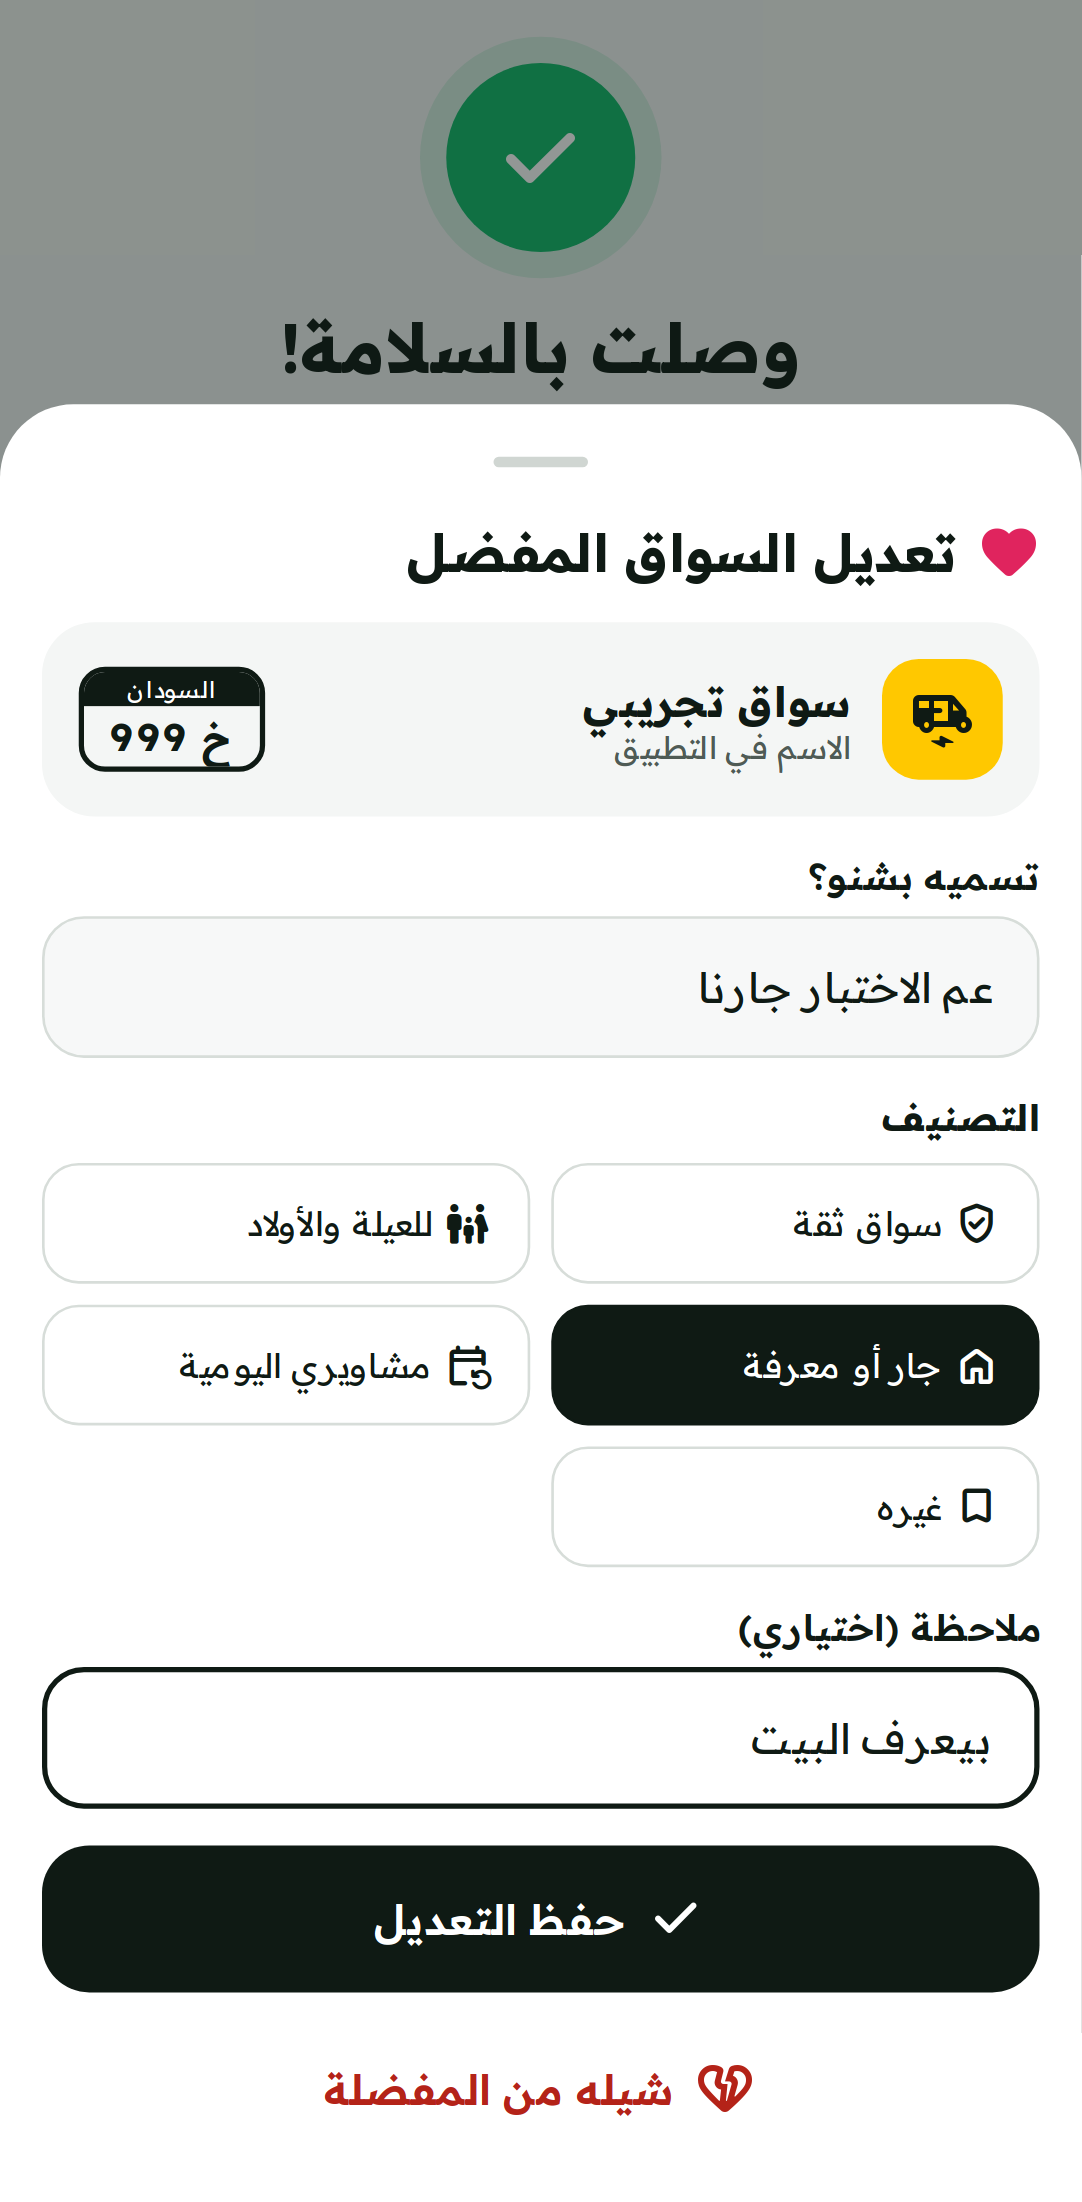 وصلت بالسلامة!
تعديل السواق المفضل
سواق تجريبي
الاسم في التطبيق
السودان
خ 999
تسميه بشنو؟
عم الاختبار جارنا
التصنيف
سواق ثقة
للعيلة والأولاد
جار أو معرفة
مشاويري اليومية
غيره
ملاحظة (اختياري)
بيعرف البيت
حفظ التعديل
شيله من المفضلة